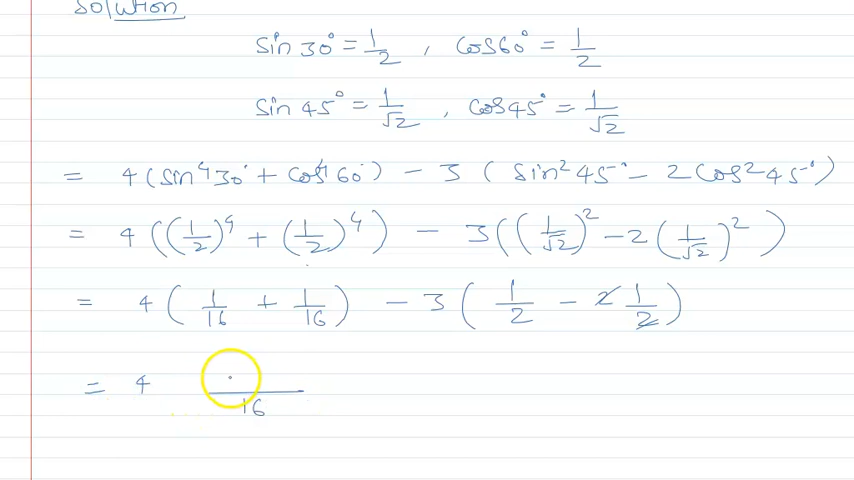 Solution
sin 30° = 1/2 , cos 60° = 1/2
sin 45° = 1/√2 , cos 45° = 1/√2
= 4 (sin⁴ 30° + cos⁴ 60°) - 3 ( sin² 45° - 2 cos² 45° )
= 4 ( (1/2)⁴ + (1/2)⁴ ) - 3 ( (1/√2)² - 2 (1/√2)² )
= 4 ( 1/16 + 1/16 ) - 3 ( 1/2 - 2 1/2 )
= 4 /16